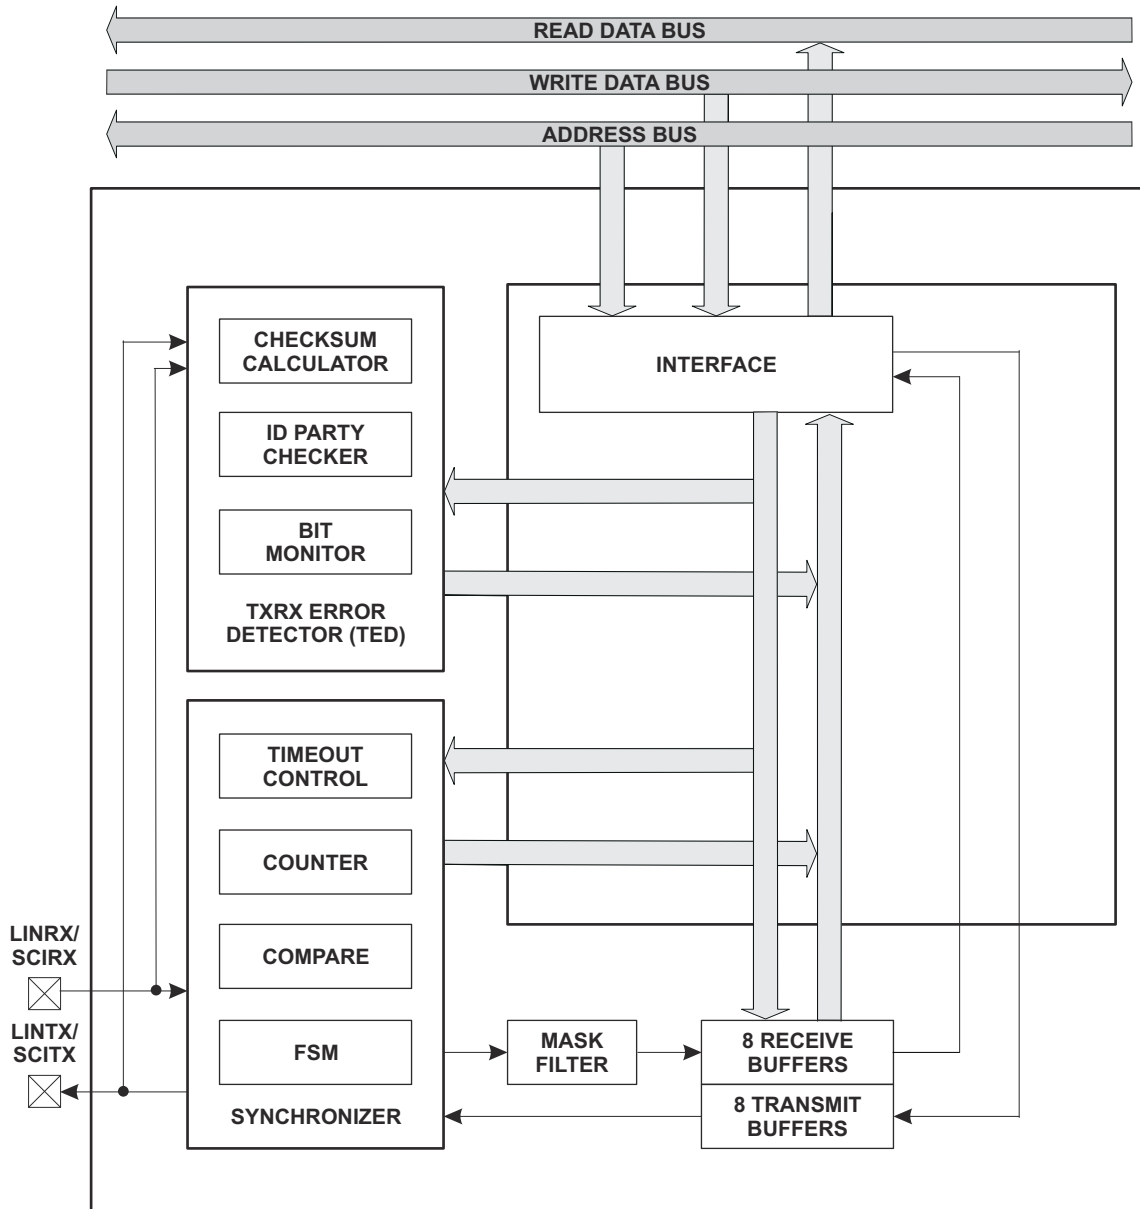 READ DATA BUS
WRITE DATA BUS
ADDRESS BUS
CHECKSUM
CALCULATOR
INTERFACE
ID PARTY
CHECKER
BIT
MONITOR
TXRX ERROR
DETECTOR (TED)
TIMEOUT
CONTROL
COUNTER
COMPARE
LINRX/
SCIRX
LINTX/
SCITX
FSM
SYNCHRONIZER
MASK
FILTER
8 RECEIVE
BUFFERS
8 TRANSMIT
BUFFERS